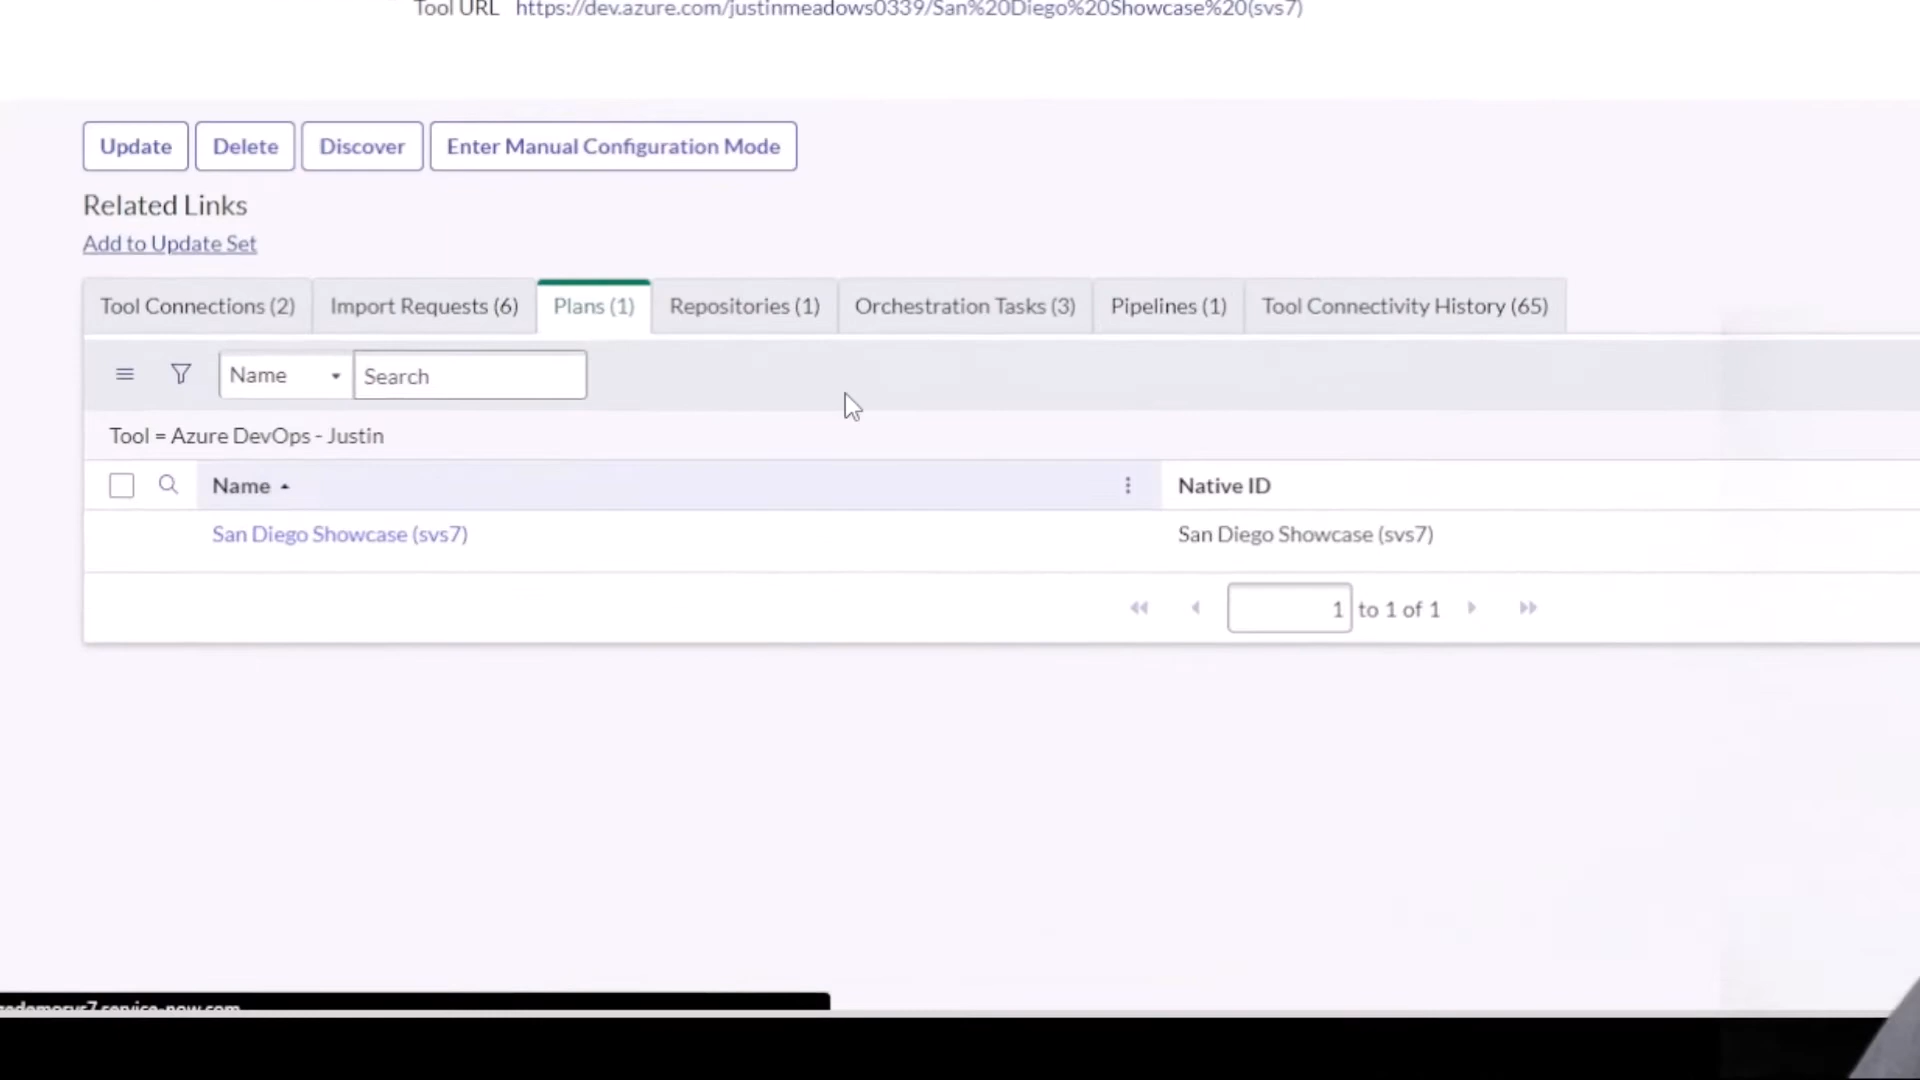 Tool URL https://dev.azure.com/justinmeadows0339/San%20Diego%20Showcase%20(svs7)
Update Delete Discover Enter Manual Configuration Mode
Related Links
Add to Update Set
Tool Connections (2) Import Requests (6) Plans (1) Repositories (1) Orchestration Tasks (3) Pipelines (1) Tool Connectivity History (65)
Name Search
Tool = Azure DevOps - Justin
Name Native ID
San Diego Showcase (svs7) San Diego Showcase (svs7)
1 to 1 of 1